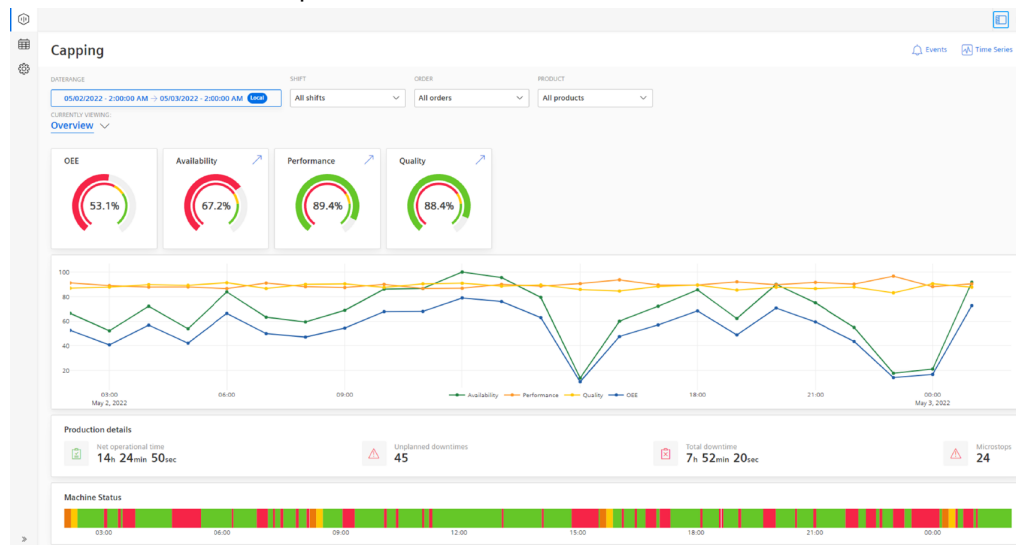 Capping
Events
Time Series
DATERANGE
SHIFT
ORDER
PRODUCT
05/02/2022 - 2:00:00 AM → 05/03/2022 - 2:00:00 AM Local
All shifts
All orders
All products
CURRENTLY VIEWING:
Overview
OEE
53.1%
Availability
67.2%
Performance
89.4%
Quality
88.4%
100
80
60
40
20
03:00
May 2, 2022
06:00
09:00
Availability
Performance
Quality
OEE
18:00
21:00
00:00
May 3, 2022
Production details
Net operational time
14h 24min 50sec
Unplanned downtimes
45
Total downtime
7h 52min 20sec
Microstops
24
Machine Status
03:00
06:00
09:00
12:00
15:00
18:00
21:00
00:00